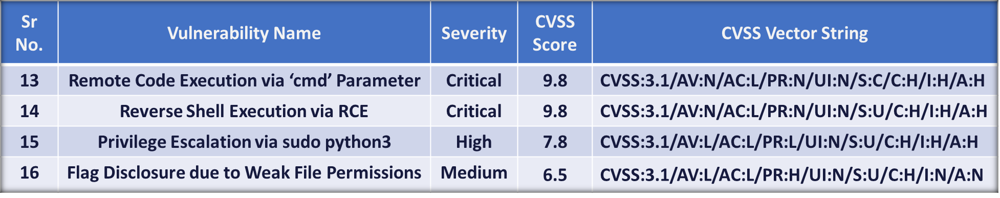 Sr No. Vulnerability Name Severity CVSS Score CVSS Vector String
13 Remote Code Execution via ‘cmd’ Parameter Critical 9.8 CVSS:3.1/AV:N/AC:L/PR:N/UI:N/S:C/C:H/I:H/A:H
14 Reverse Shell Execution via RCE Critical 9.8 CVSS:3.1/AV:N/AC:L/PR:N/UI:N/S:U/C:H/I:H/A:H
15 Privilege Escalation via sudo python3 High 7.8 CVSS:3.1/AV:L/AC:L/PR:L/UI:N/S:U/C:H/I:H/A:H
16 Flag Disclosure due to Weak File Permissions Medium 6.5 CVSS:3.1/AV:L/AC:L/PR:H/UI:N/S:U/C:H/I:N/A:N